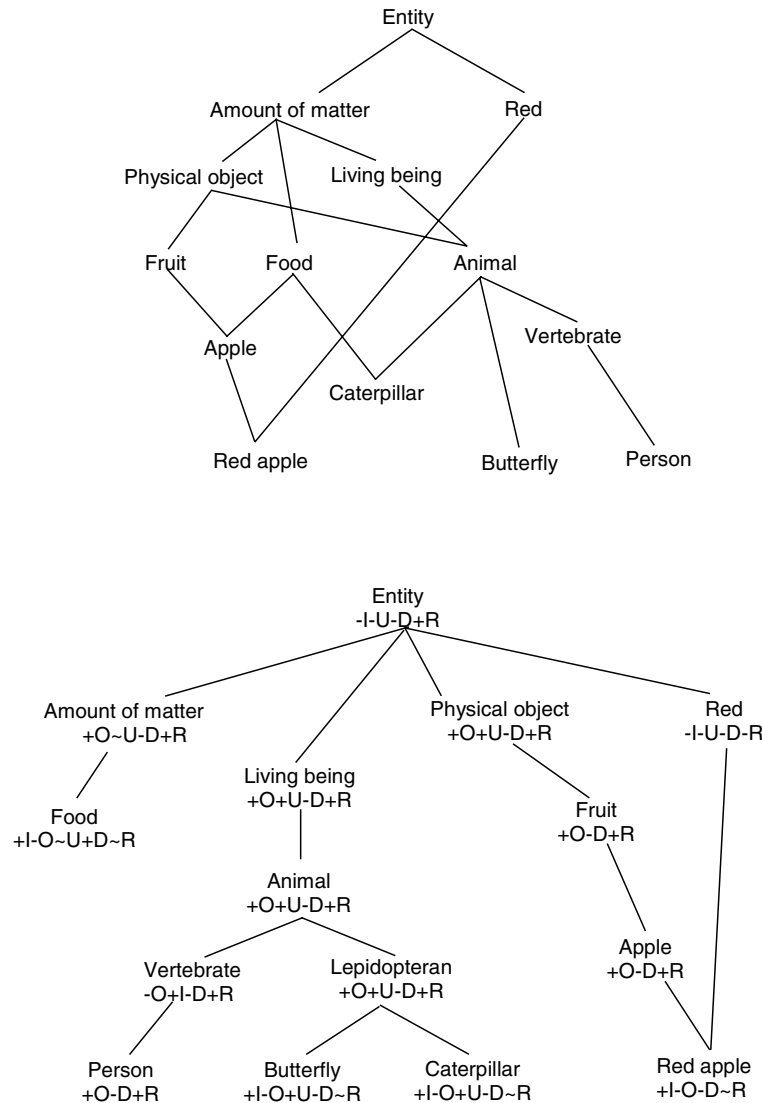 Entity
Amount of matter Red
Physical object Living being
Fruit Food Animal
Apple Vertebrate
Caterpillar
Red apple Butterfly Person
Entity
-I-U-D+R
Amount of matter Physical object Red
+O~U-D+R +O+U-D+R -I-U-D-R
Living being
+O+U-D+R
Food Fruit
+I-O~U+D~R +O-D+R
Animal
+O+U-D+R
Apple
+O-D+R
Vertebrate Lepidopteran
-O+I-D+R +O+U-D+R
Person Butterfly Caterpillar Red apple
+O-D+R +I-O+U-D~R +I-O+U-D~R +I-O-D~R